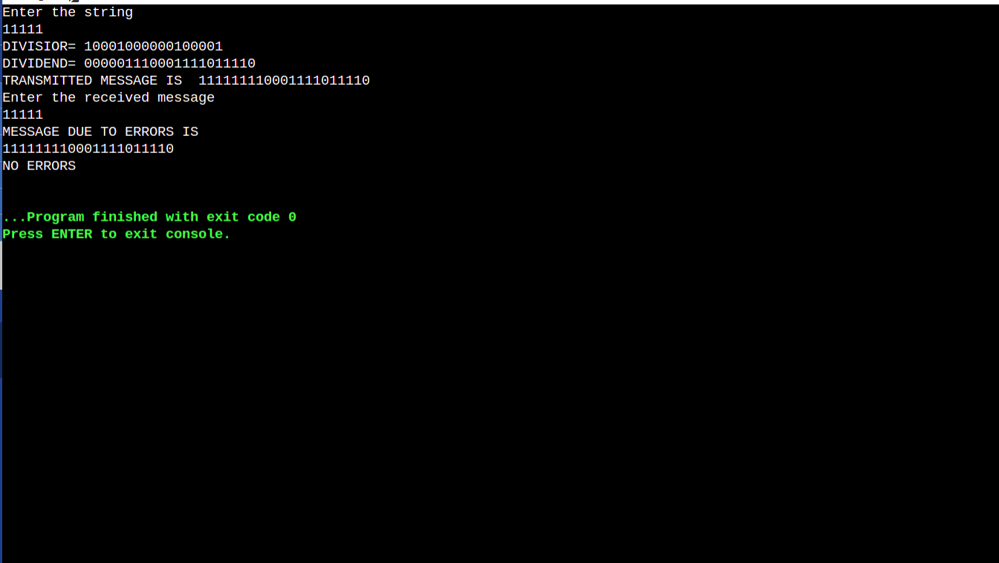 Enter the string
11111
DIVISIOR= 10001000000100001
DIVIDEND= 000001110001111011110
TRANSMITTED MESSAGE IS  111111110001111011110
Enter the received message
11111
MESSAGE DUE TO ERRORS IS
111111110001111011110
NO ERRORS
...Program finished with exit code 0
Press ENTER to exit console.